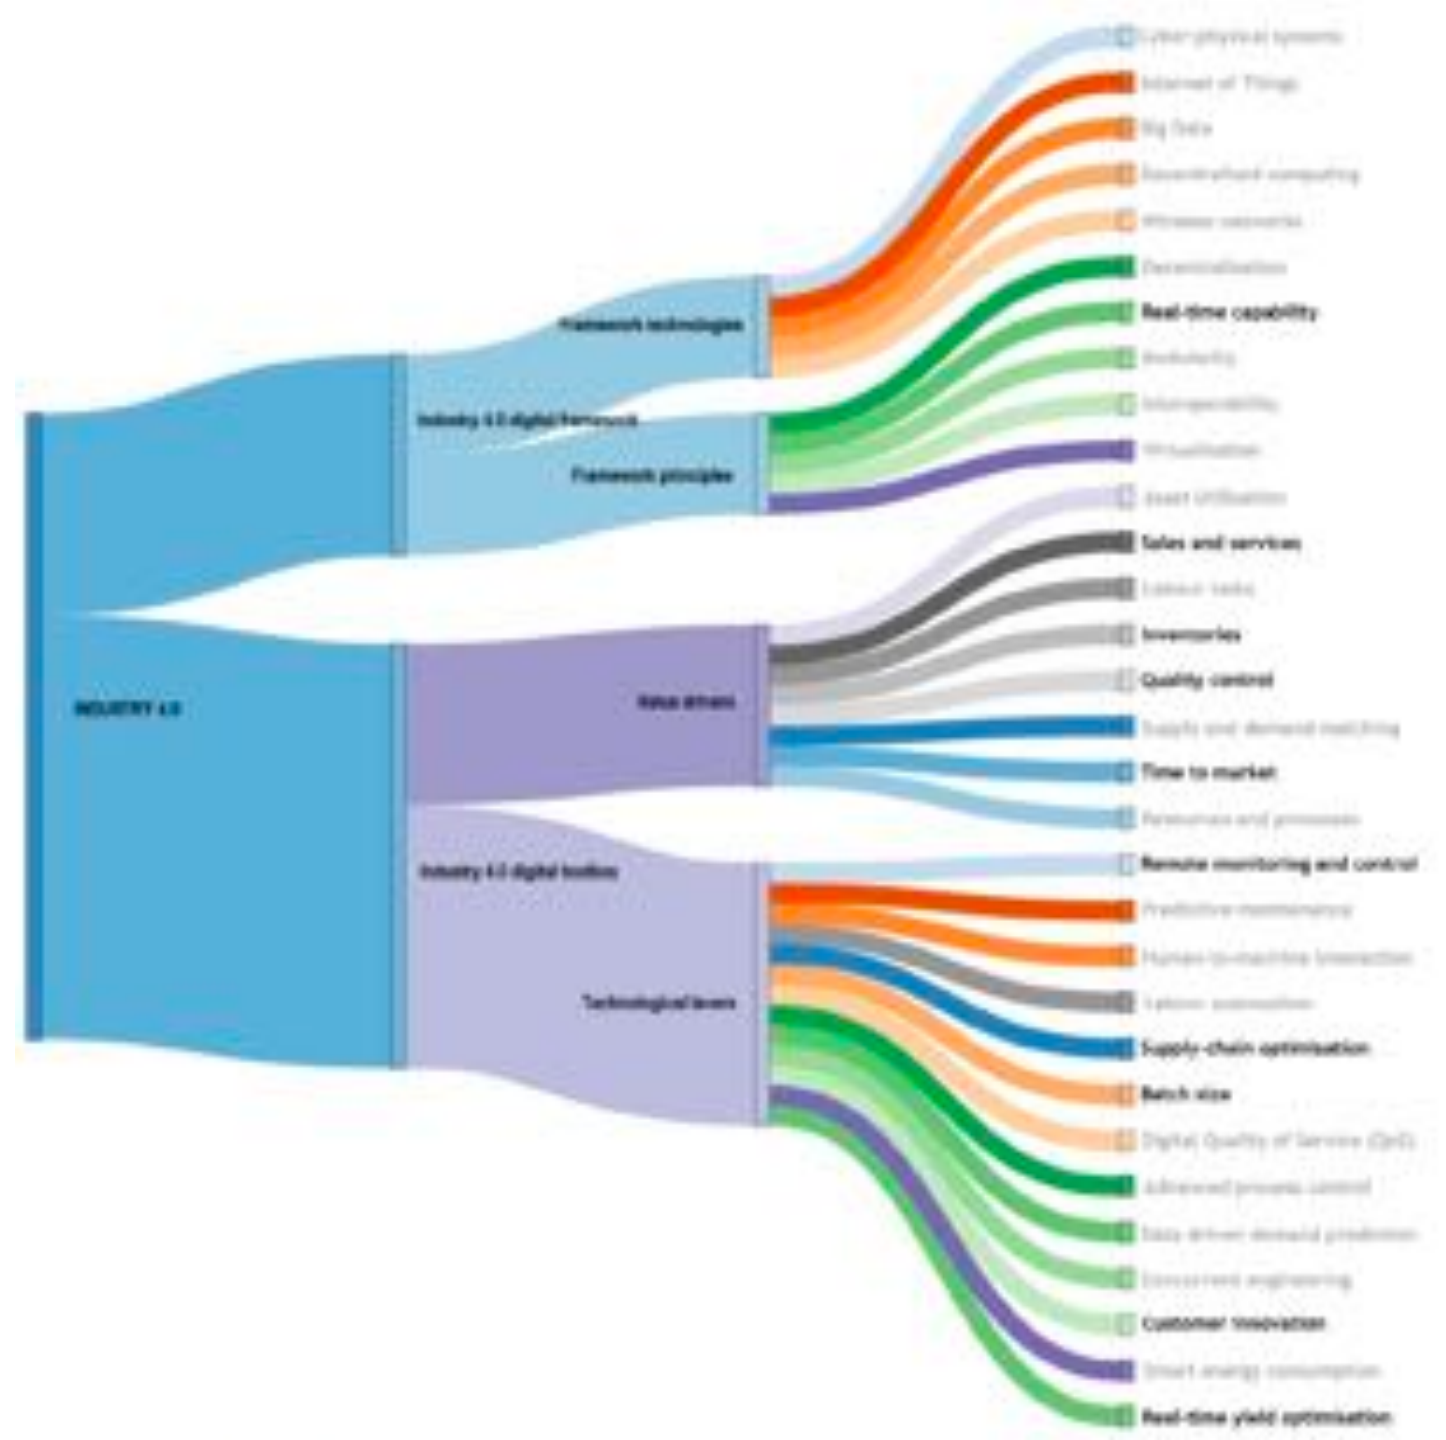 Cyber-physical systems
Internet of Things
Big Data
Decentralised computing
Wireless networks
Decentralisation
Real-time capability
Modularity
Interoperability
Virtualisation
Asset Utilisation
Sales and services
Labour
Inventories
Quality control
Supply and demand matching
Time to market
Resources and processes
Remote monitoring and control
Predictive maintenance
Human-to-machine interaction
Labour automation
Supply-chain optimisation
Batch size
Digital Quality of Service (QoS)
Advanced process control
Data driven demand prediction
Concurrent engineering
Customer innovation
Smart energy consumption
Real-time yield optimisation
Framework technologies
Industry 4.0 digital framework
Framework principles
INDUSTRY 4.0
Value drivers
Industry 4.0 digital
Technological levers